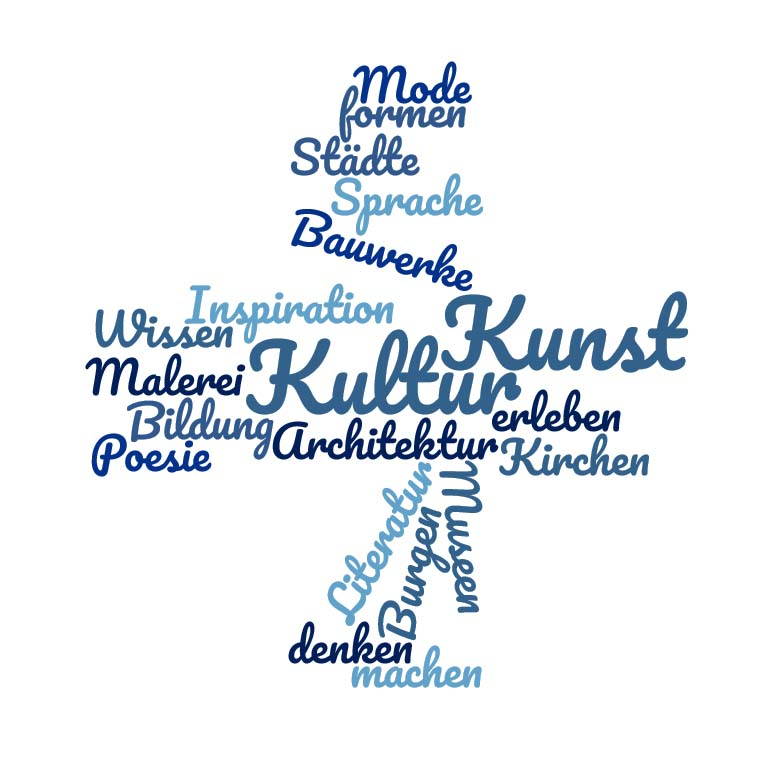 Mode
formen
Städte
Sprache
Bauwerke
Inspiration
Kunst
Wissen
Kultur
Malerei
Bildung
erleben
Architektur
Poesie
Kirchen
Literatur
Museen
Burgen
denken
machen